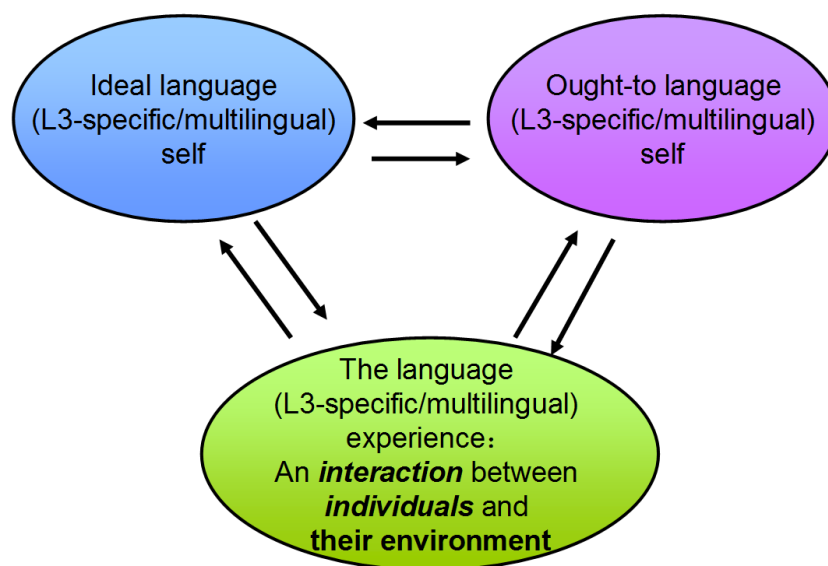 Ideal language
(L3-specific/multilingual)
self
Ought-to language
(L3-specific/multilingual)
self
The language
(L3-specific/multilingual)
experience：
An interaction between
individuals and
their environment